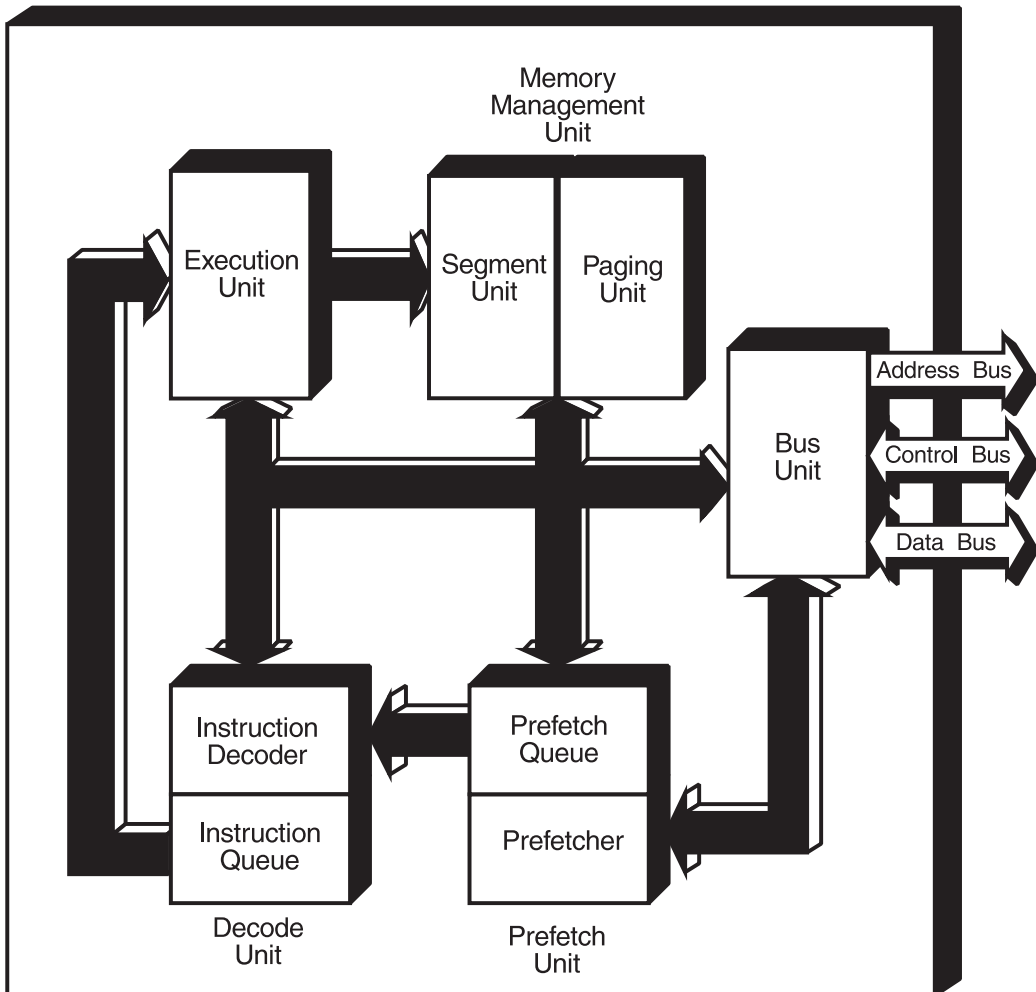 Memory
Management
Unit
Execution
Unit
Segment
Unit
Paging
Unit
Bus
Unit
Address Bus
Control Bus
Data Bus
Instruction
Decoder
Instruction
Queue
Decode
Unit
Prefetch
Queue
Prefetcher
Prefetch
Unit